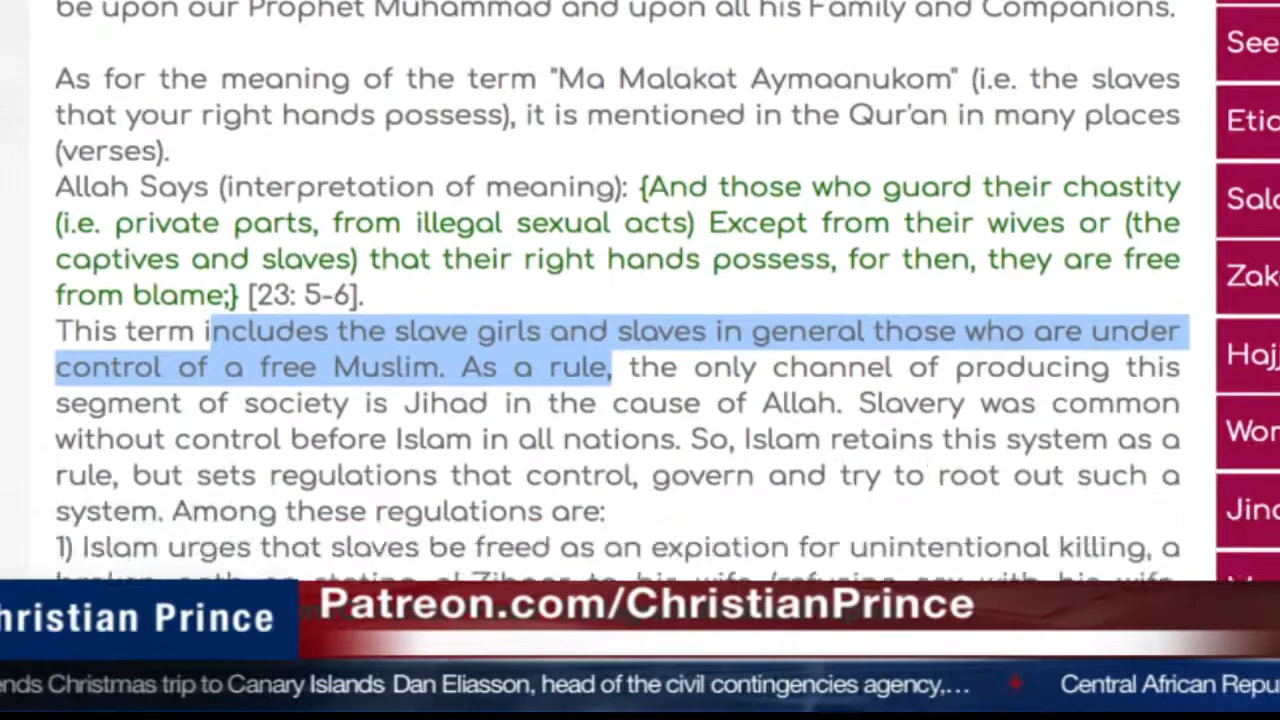 be upon our Prophet Muhammad and upon all his Family and Companions.
As for the meaning of the term "Ma Malakat Aymaanukom" (i.e. the slaves
that your right hands possess), it is mentioned in the Qur'an in many places
(verses).
Allah Says (interpretation of meaning): {And those who guard their chastity
(i.e. private parts, from illegal sexual acts) Except from their wives or (the
captives and slaves) that their right hands possess, for then, they are free
from blame;} [23: 5-6].
This term includes the slave girls and slaves in general those who are under
control of a free Muslim. As a rule, the only channel of producing this
segment of society is Jihad in the cause of Allah. Slavery was common
without control before Islam in all nations. So, Islam retains this system as a
rule, but sets regulations that control, govern and try to root out such a
system. Among these regulations are:
1) Islam urges that slaves be freed as an expiation for unintentional killing, a
See
Etic
Sala
Zak
Hajj
Wor
Jin
hristian Prince
Patreon.com/ChristianPrince
ends Christmas trip to Canary Islands Dan Eliasson, head of the civil contingencies agency,...
Central African Repu